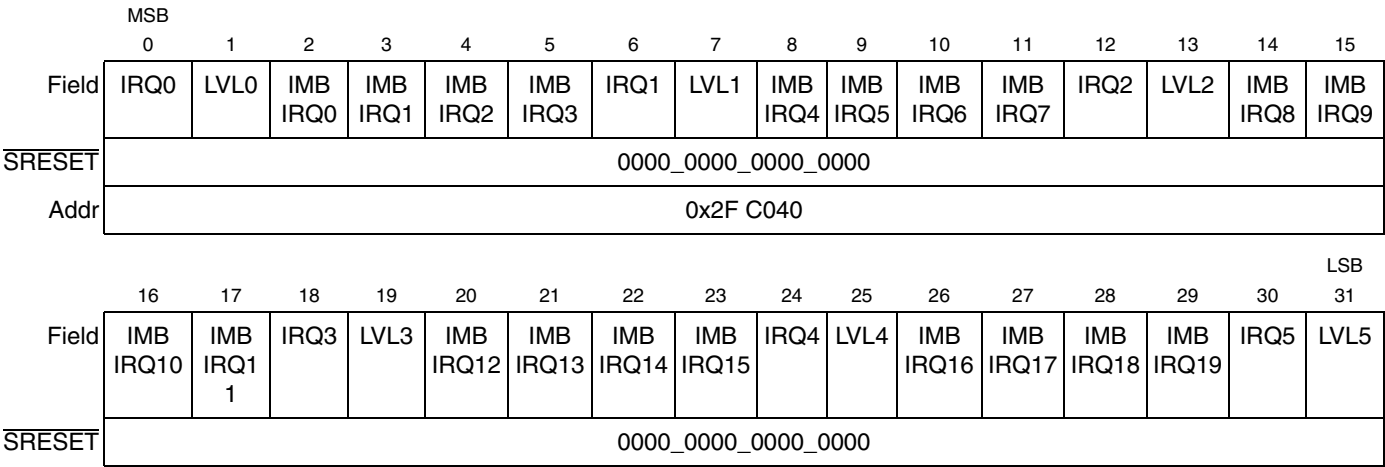 MSB
0 1 2 3 4 5 6 7 8 9 10 11 12 13 14 15
Field IRQ0 LVL0 IMB IMB IMB IMB IRQ1 LVL1 IMB IMB IMB IMB IRQ2 LVL2 IMB IMB
IRQ0 IRQ1 IRQ2 IRQ3 IRQ4 IRQ5 IRQ6 IRQ7 IRQ8 IRQ9
SRESET 0000_0000_0000_0000
Addr 0x2F C040
LSB
16 17 18 19 20 21 22 23 24 25 26 27 28 29 30 31
Field IMB IMB IRQ3 LVL3 IMB IMB IMB IMB IRQ4 LVL4 IMB IMB IMB IMB IRQ5 LVL5
IRQ10 IRQ1 IRQ12 IRQ13 IRQ14 IRQ15 IRQ16 IRQ17 IRQ18 IRQ19
1
SRESET 0000_0000_0000_0000